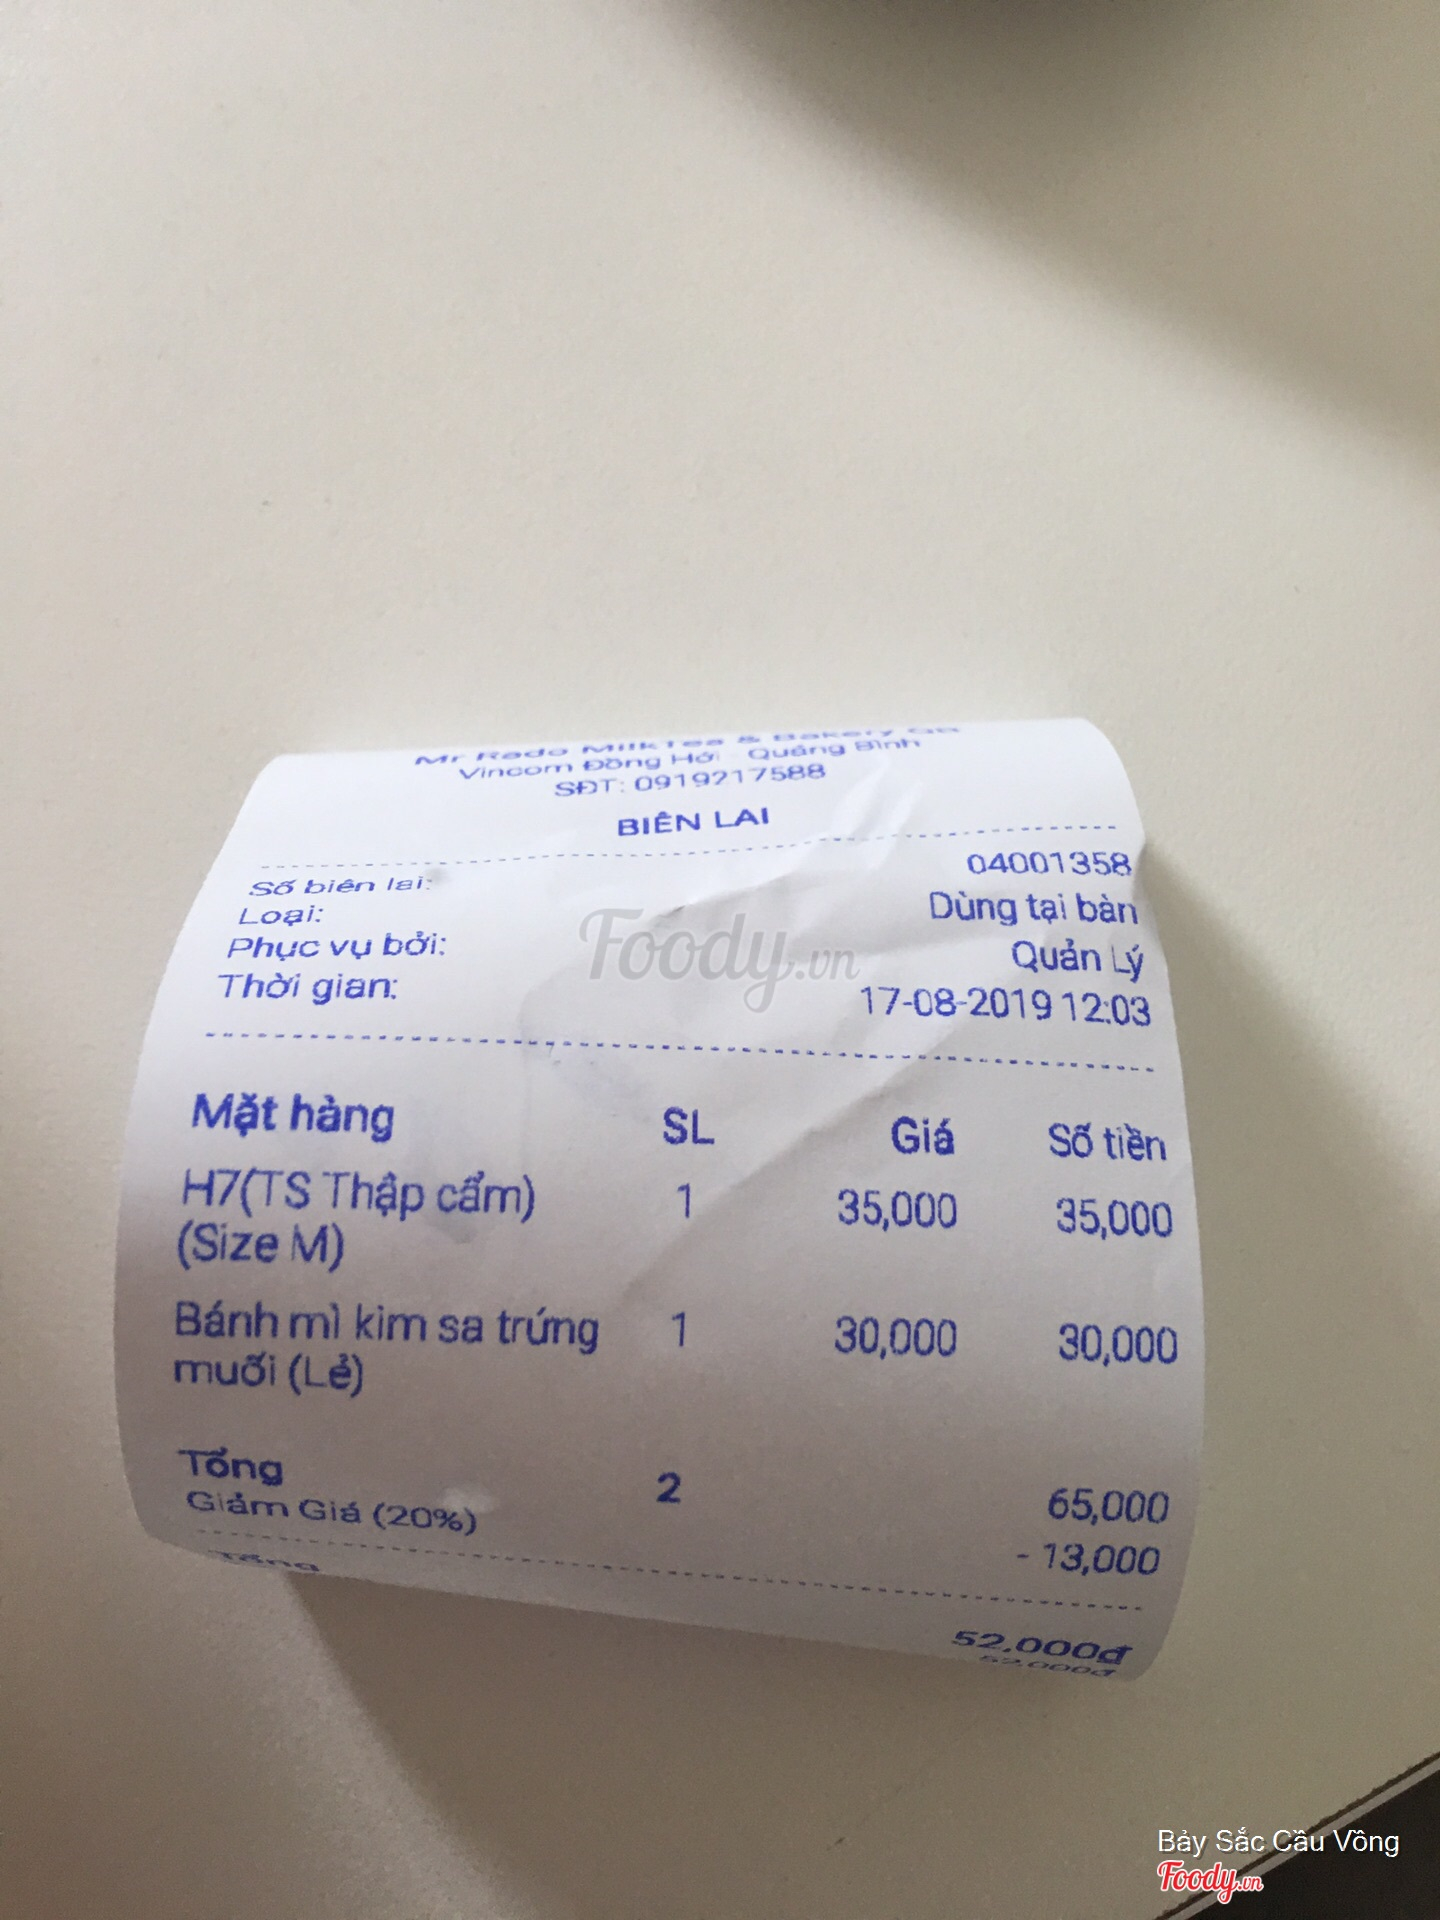 Mr Rado MilkTea & Bakery QB
Vincom Đồng Hới - Quảng Bình
SĐT: 0919217588
BIÊN LAI
Số biên lai: 04001358
Loại: Dùng tại bàn
Phục vụ bởi: Quản Lý
Thời gian: 17-08-2019 12:03
Mặt hàng SL Giá Số tiền
H7(TS Thập cẩm) 1 35,000 35,000
(Size M)
Bánh mì kim sa trứng 1 30,000 30,000
muối (Lẻ)
Tổng 2 65,000
Giảm Giá (20%) - 13,000
Tổng 52,000đ
52,000đ
Foody.vn
Bảy Sắc Cầu Vồng
Foody.vn